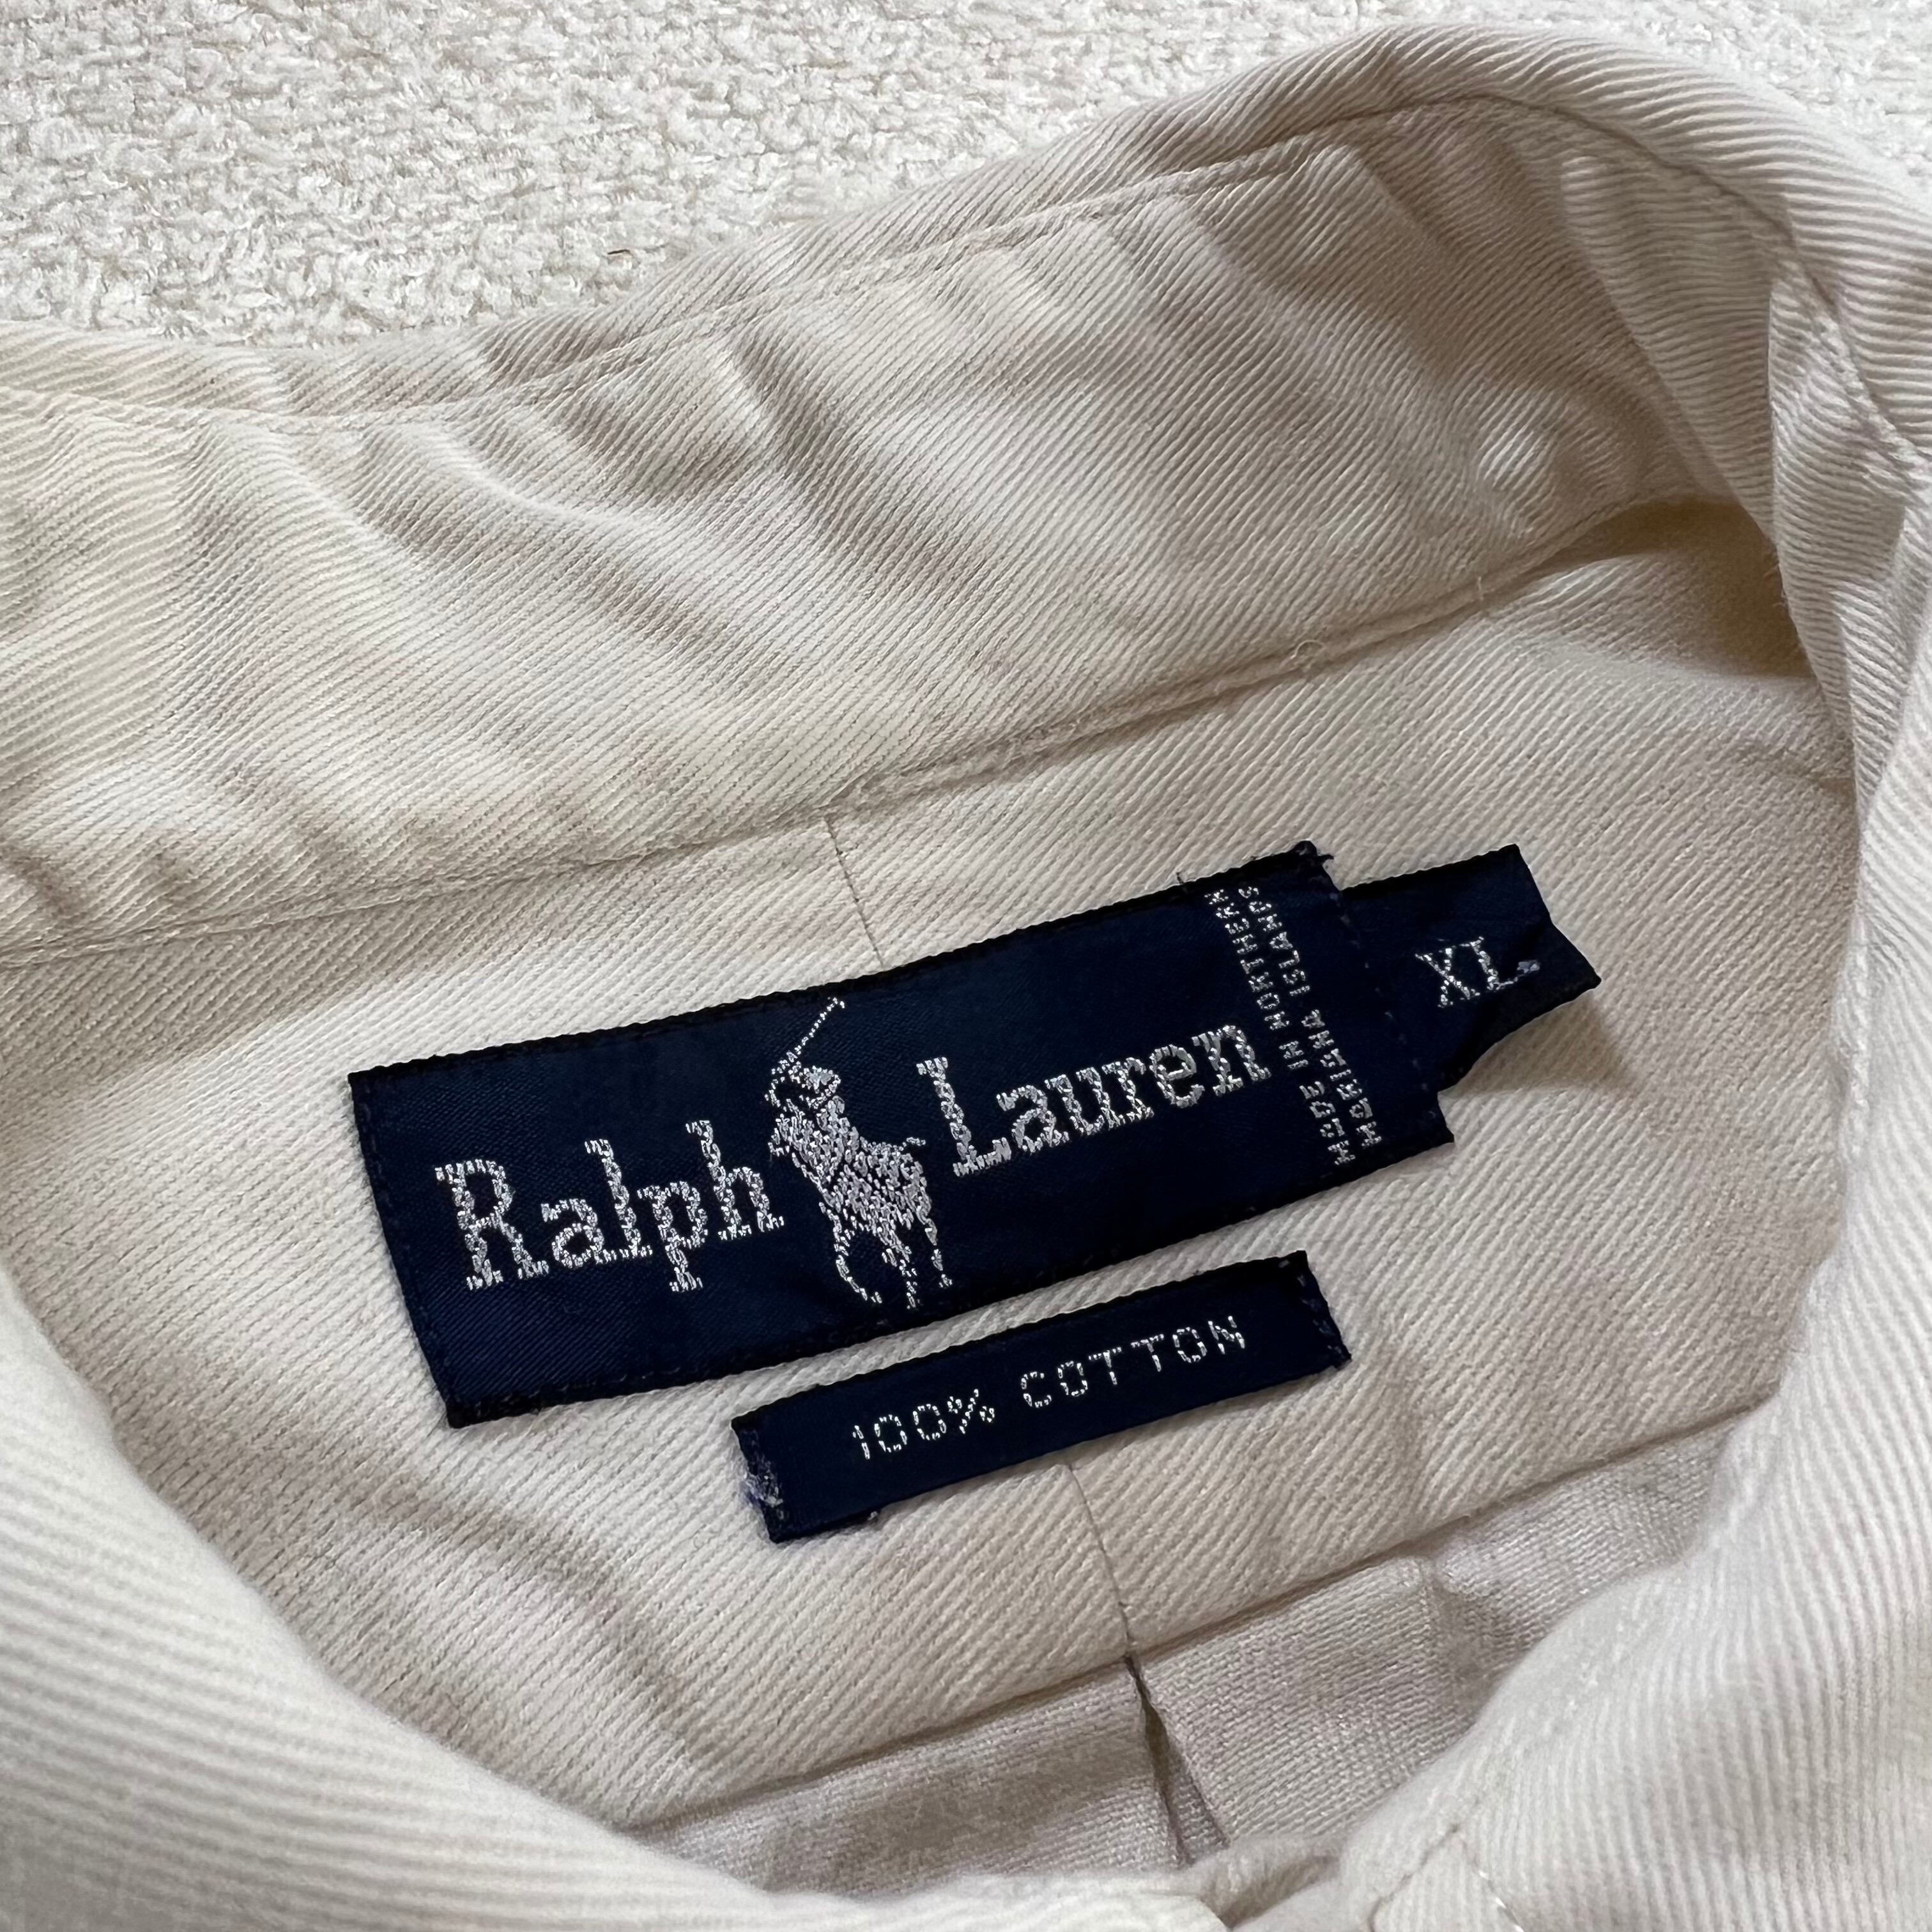 Ralph Lauren
MADE IN NORTHERN
MARIANA ISLANDS
XL
100% COTTON